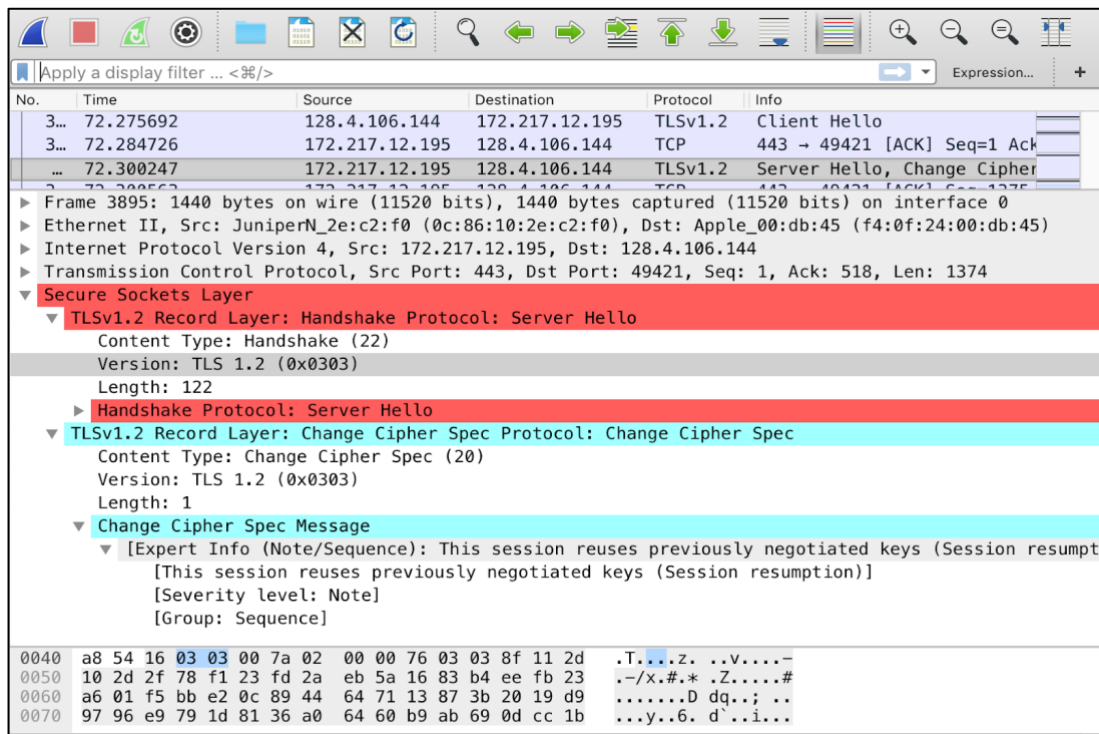 Apply a display filter ... <⌘/>
Expression... +
No. Time Source Destination Protocol Info
3… 72.275692 128.4.106.144 172.217.12.195 TLSv1.2 Client Hello
3… 72.284726 172.217.12.195 128.4.106.144 TCP 443 → 49421 [ACK] Seq=1 Ack
… 72.300247 172.217.12.195 128.4.106.144 TLSv1.2 Server Hello, Change Cipher
Frame 3895: 1440 bytes on wire (11520 bits), 1440 bytes captured (11520 bits) on interface 0
Ethernet II, Src: JuniperN_2e:c2:f0 (0c:86:10:2e:c2:f0), Dst: Apple_00:db:45 (f4:0f:24:00:db:45)
Internet Protocol Version 4, Src: 172.217.12.195, Dst: 128.4.106.144
Transmission Control Protocol, Src Port: 443, Dst Port: 49421, Seq: 1, Ack: 518, Len: 1374
Secure Sockets Layer
TLSv1.2 Record Layer: Handshake Protocol: Server Hello
Content Type: Handshake (22)
Version: TLS 1.2 (0x0303)
Length: 122
Handshake Protocol: Server Hello
TLSv1.2 Record Layer: Change Cipher Spec Protocol: Change Cipher Spec
Content Type: Change Cipher Spec (20)
Version: TLS 1.2 (0x0303)
Length: 1
Change Cipher Spec Message
[Expert Info (Note/Sequence): This session reuses previously negotiated keys (Session resumpt
[This session reuses previously negotiated keys (Session resumption)]
[Severity level: Note]
[Group: Sequence]
0040 a8 54 16 03 03 00 7a 02 00 00 76 03 03 8f 11 2d .T....z. ..v....-
0050 10 2d 2f 78 f1 23 fd 2a eb 5a 16 83 b4 ee fb 23 .-/x.#.* .Z.....#
0060 a6 01 f5 bb e2 0c 89 44 64 71 13 87 3b 20 19 d9 .......D dq..; ..
0070 97 96 e9 79 1d 81 36 a0 64 60 b9 ab 69 0d cc 1b ...y..6. d`..i...